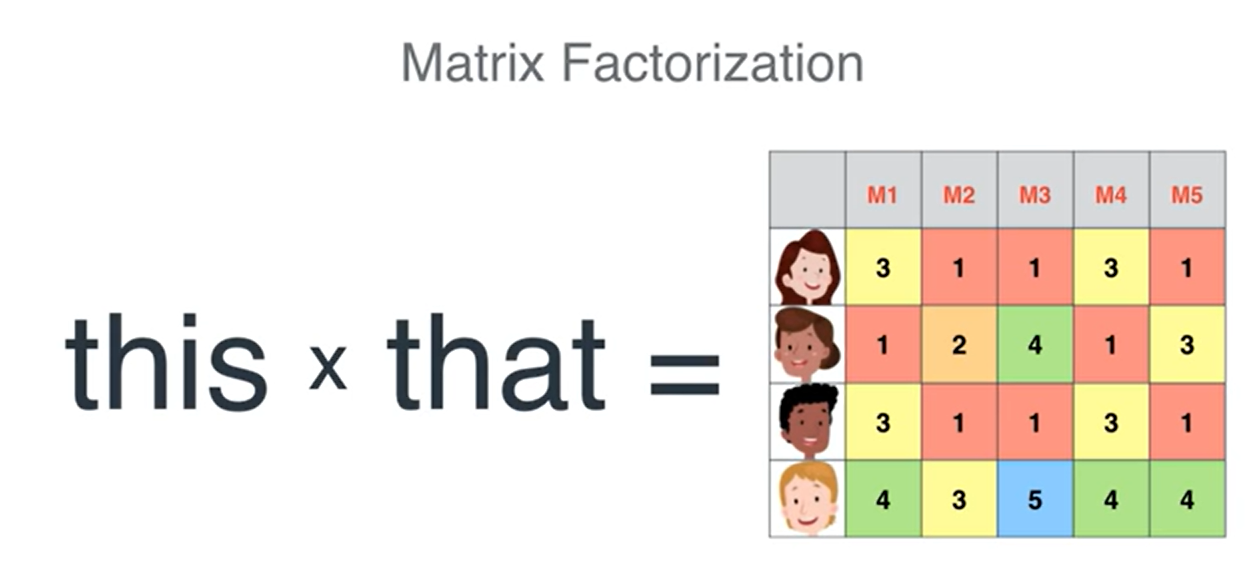 Matrix Factorization
this x that =
M1 M2 M3 M4 M5
3 1 1 3 1
1 2 4 1 3
3 1 1 3 1
4 3 5 4 4